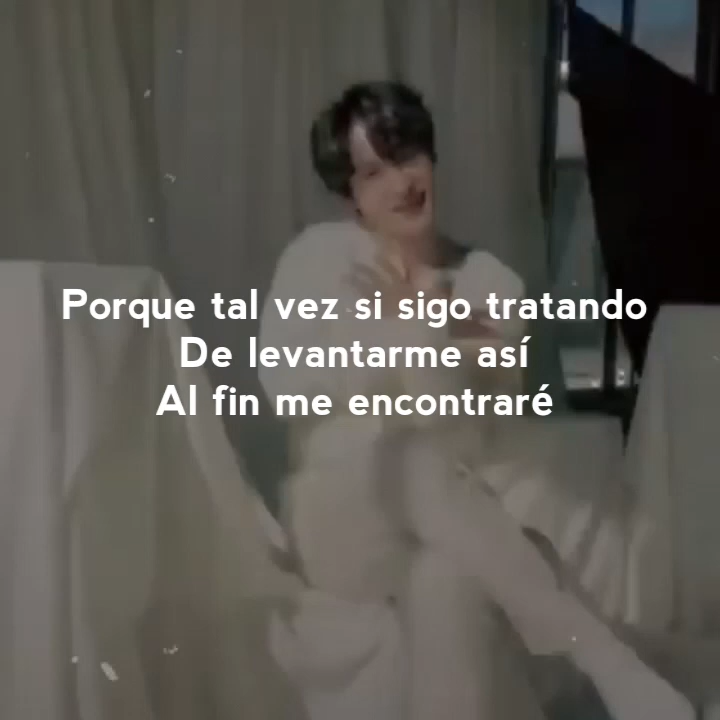 Porque tal vez si sigo tratando
De levantarme así
Al fin me encontraré